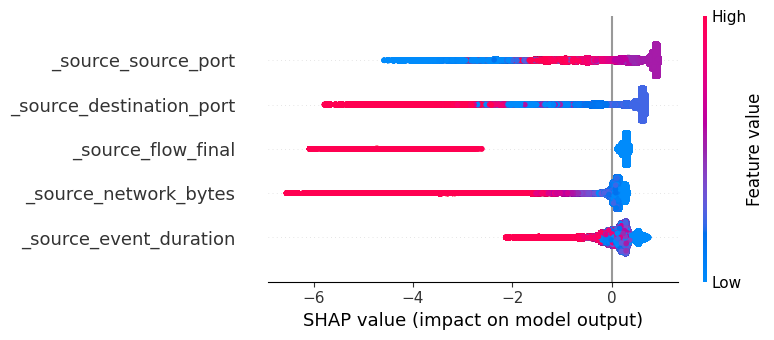 High
_source_source_port
_source_destination_port
_source_flow_final
_source_network_bytes
_source_event_duration
Feature value
Low
−6
−4
−2
0
SHAP value (impact on model output)